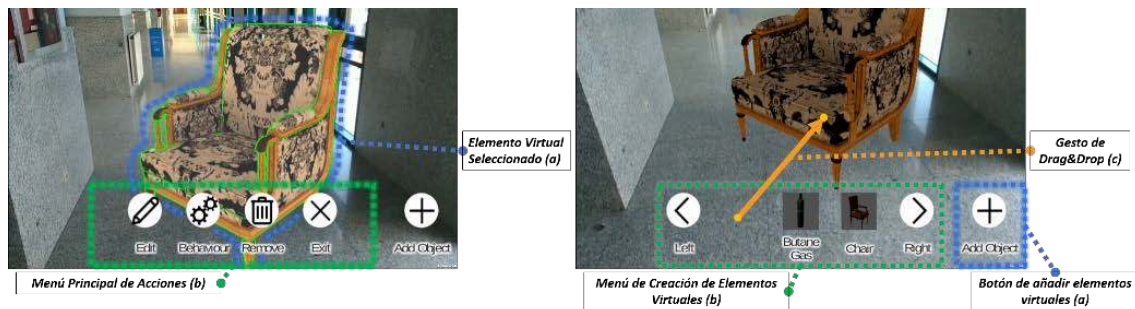 Elemento Virtual
Seleccionado (a)
Edit
Behaviour
Remove
Exit
Add Object
Menú Principal de Acciones (b)
Gesto de
Drag&Drop (c)
Left
Butane
Gas
Chair
Right
Add Object
Menú de Creación de Elementos
Virtuales (b)
Botón de añadir elementos
virtuales (a)